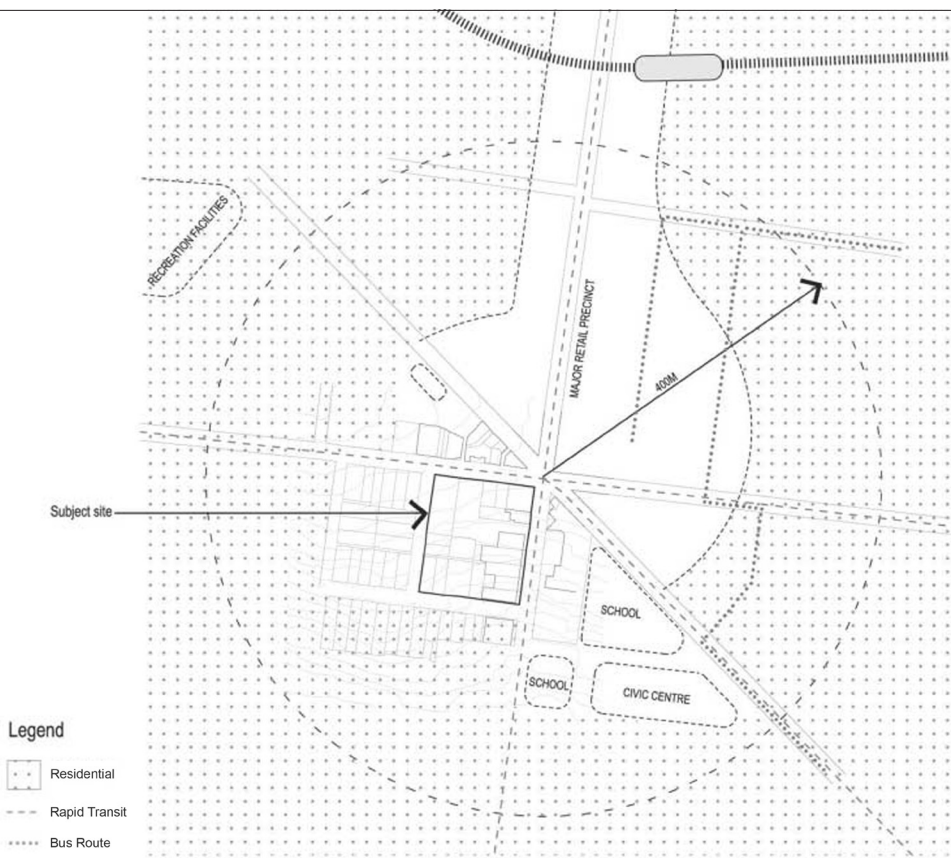 RECREATION FACILITIES
MAJOR RETAIL PRECINCT
400M
Subject site
SCHOOL
SCHOOL
CIVIC CENTRE
Legend
Residential
Rapid Transit
Bus Route